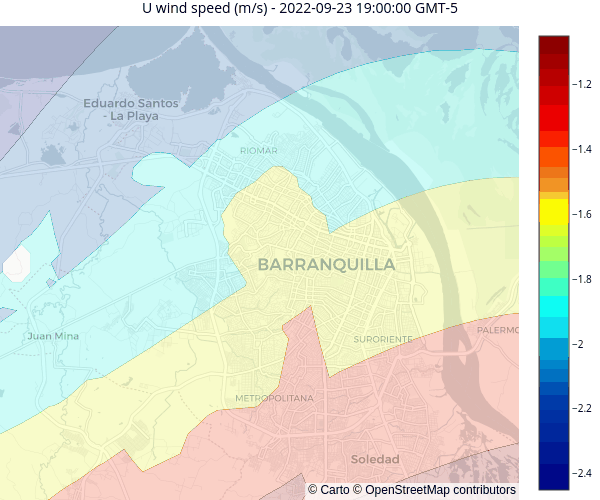 U wind speed (m/s) - 2022-09-23 19:00:00 GMT-5
Eduardo Santos
- La Playa
RIOMAR
BARRANQUILLA
Juan Mina
SURORIENTE
PALERMO
METROPOLITANA
Soledad
© Carto © OpenStreetMap contributors
−1.2
−1.4
−1.6
−1.8
−2
−2.2
−2.4